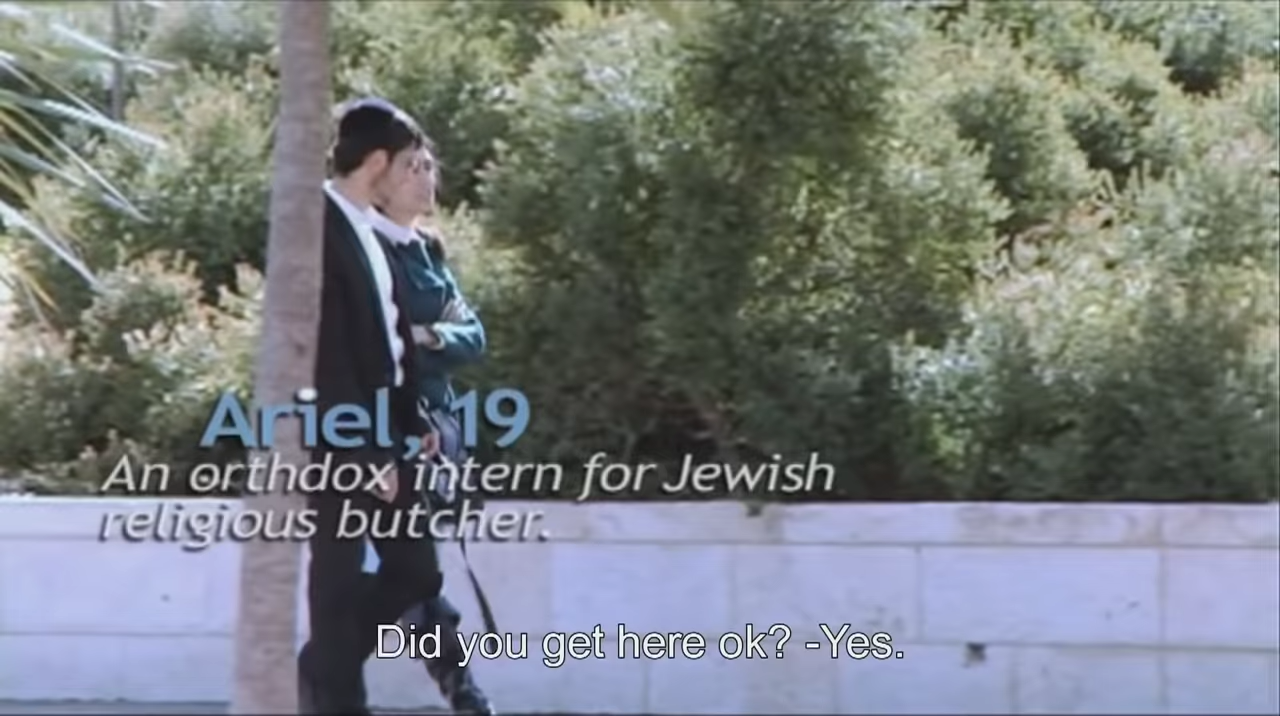 Ariel, 19
An orthdox intern for Jewish
religious butcher.
Did you get here ok? -Yes.